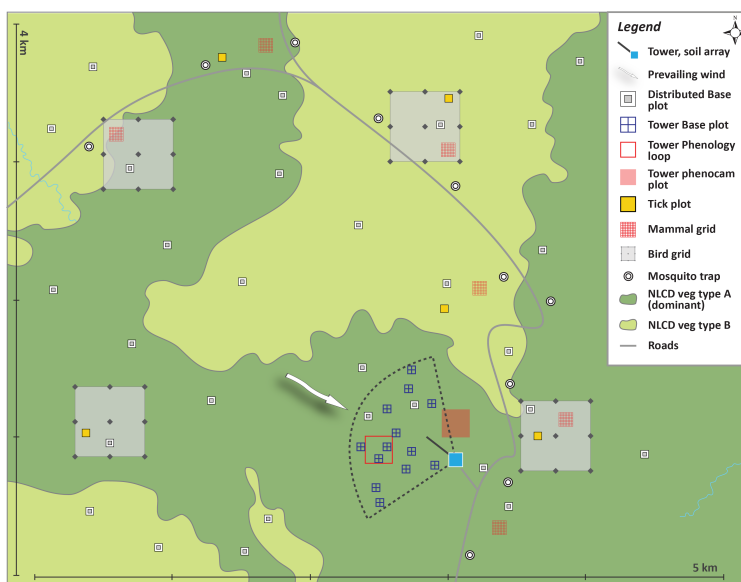 4 km
Legend
N
Tower, soil array
Prevailing wind
Distributed Base
plot
Tower Base plot
Tower Phenology
loop
Tower phenocam
plot
Tick plot
Mammal grid
Bird grid
Mosquito trap
NLCD veg type A
(dominant)
NLCD veg type B
Roads
5 km